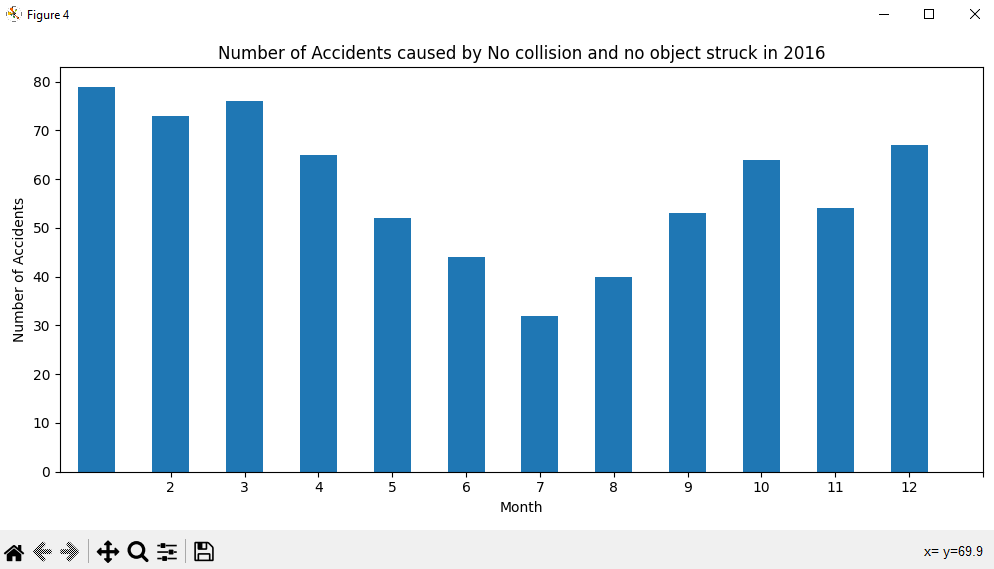 Figure 4
Number of Accidents caused by No collision and no object struck in 2016
80
70
60
50
40
30
20
10
0
Number of Accidents
2 3 4 5 6 7 8 9 10 11 12
Month
x= y=69.9